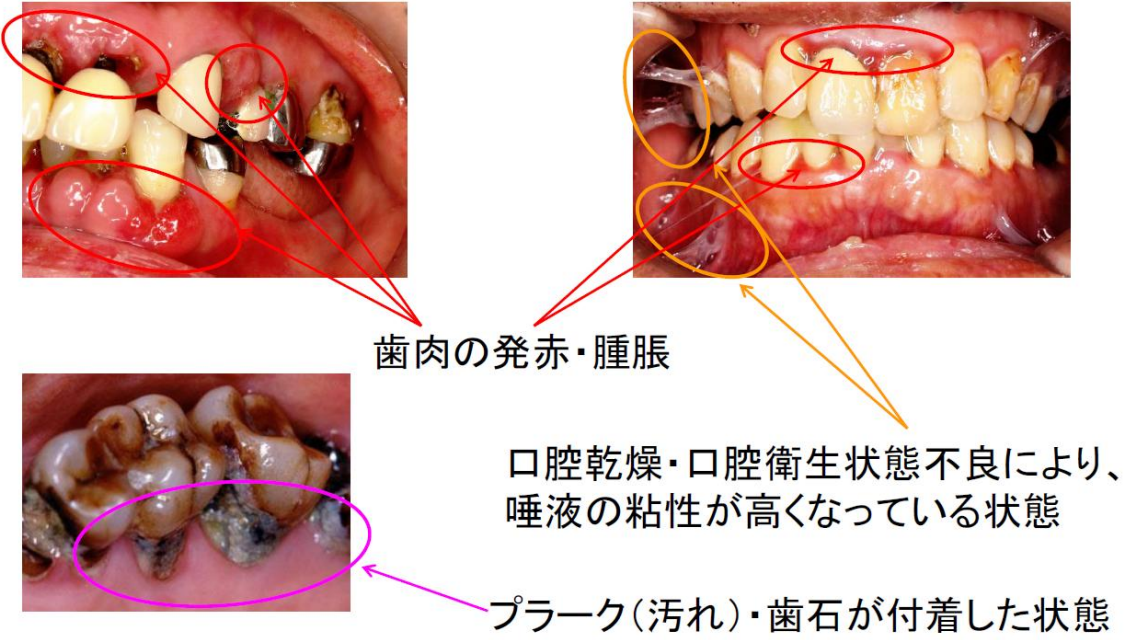 歯肉の発赤・腫脹
口腔乾燥・口腔衛生状態不良により、
唾液の粘性が高くなっている状態
プラーク（汚れ）・歯石が付着した状態